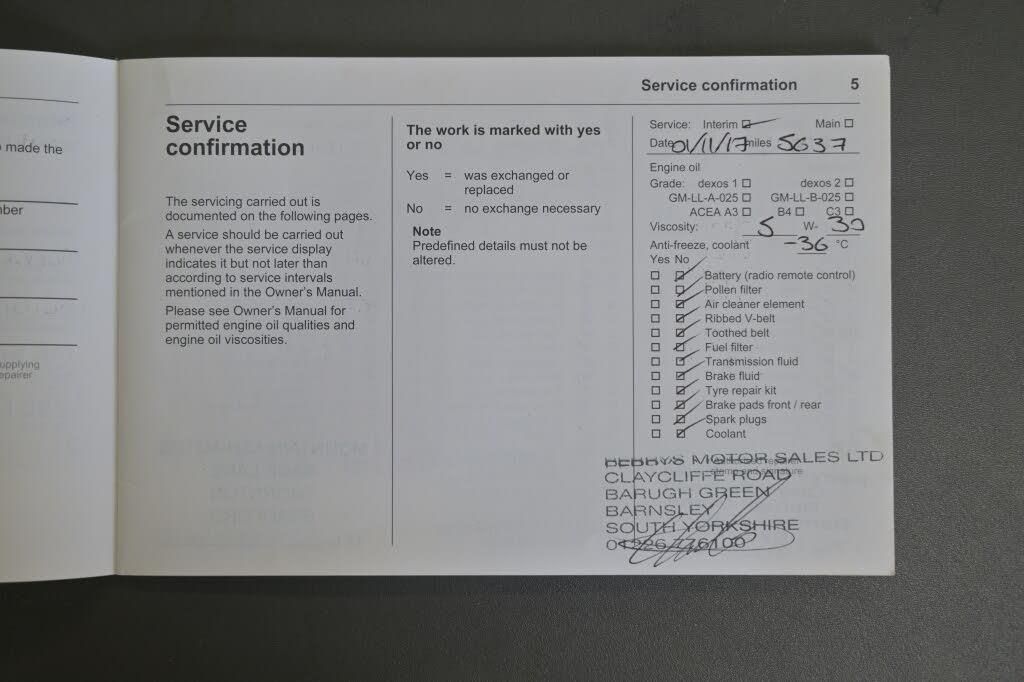 made the
ber
upplying
epairer
Service confirmation 5
Service
confirmation
The servicing carried out is
documented on the following pages.
A service should be carried out
whenever the service display
indicates it but not later than
according to service intervals
mentioned in the Owner's Manual.
Please see Owner's Manual for
permitted engine oil qualities and
engine oil viscosities.
The work is marked with yes
or no
Yes = was exchanged or
replaced
No = no exchange necessary
Note
Predefined details must not be
altered.
Service: Interim Main
Date 01/11/17 miles 5637
Engine oil
Grade: dexos 1 dexos 2
GM-LL-A-025 GM-LL-B-025
ACEA A3 B4 C3
Viscosity: 5 W- 30
Anti-freeze, coolant -36 °C
Yes No
Battery (radio remote control)
Pollen filter
Air cleaner element
Ribbed V-belt
Toothed belt
Fuel filter
Transmission fluid
Brake fluid
Tyre repair kit
Brake pads front / rear
Spark plugs
Coolant
MOTOR SALES LTD
stamp and signature
CLAYCLIFFE ROAD
BARUGH GREEN
BARNSLEY
SOUTH YORKSHIRE